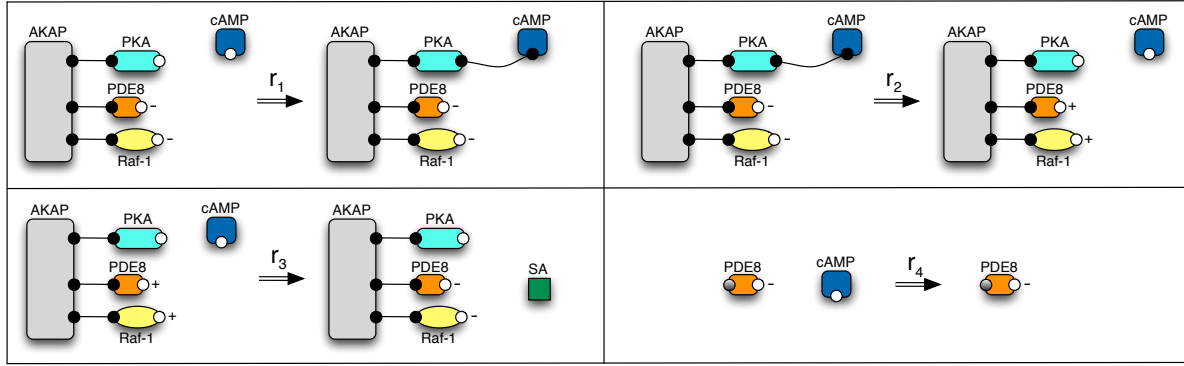 AKAP PKA cAMP AKAP PKA cAMP
r1
PDE8 - PDE8 -
- -
Raf-1 Raf-1
AKAP PKA cAMP AKAP PKA cAMP
r2
PDE8 - PDE8 +
- +
Raf-1 Raf-1
AKAP PKA cAMP AKAP PKA
r3
PDE8 + PDE8 - SA
+ -
Raf-1 Raf-1
PDE8 - cAMP r4 PDE8 -